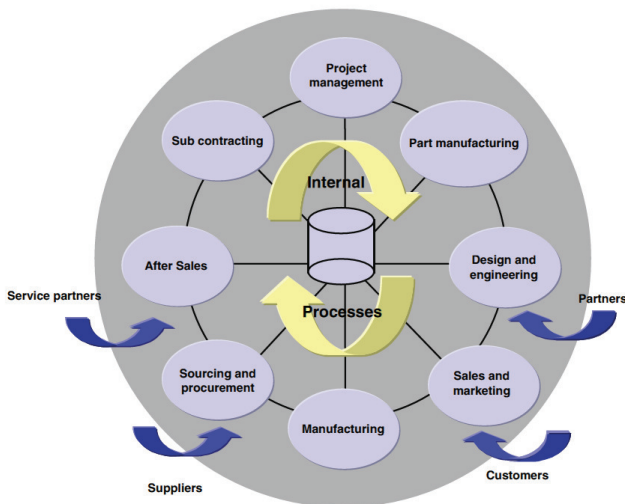 Project
management
Sub contracting
Part manufacturing
Internal
After Sales
Design and
engineering
Service partners
Partners
Processes
Sourcing and
procurement
Sales and
marketing
Manufacturing
Customers
Suppliers